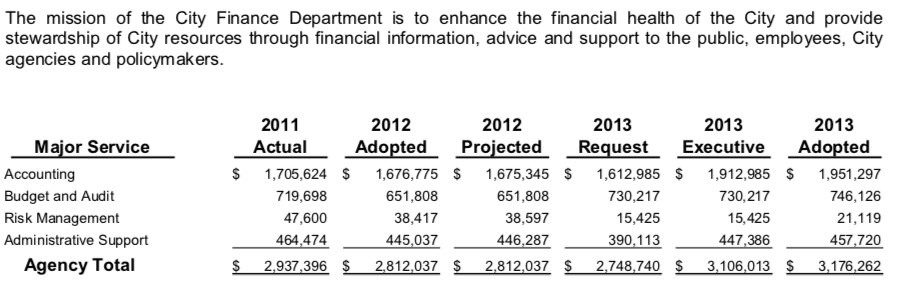 The mission of the City Finance Department is to enhance the financial health of the City and provide
stewardship of City resources through financial information, advice and support to the public, employees, City
agencies and policymakers.
2011 2012 2012 2013 2013 2013
Major Service Actual Adopted Projected Request Executive Adopted
Accounting $ 1,705,624 $ 1,676,775 $ 1,675,345 $ 1,612,985 $ 1,912,985 $ 1,951,297
Budget and Audit 719,698 651,808 651,808 730,217 730,217 746,126
Risk Management 47,600 38,417 38,597 15,425 15,425 21,119
Administrative Support 464,474 445,037 446,287 390,113 447,386 457,720
Agency Total $ 2,937,396 $ 2,812,037 $ 2,812,037 $ 2,748,740 $ 3,106,013 $ 3,176,262